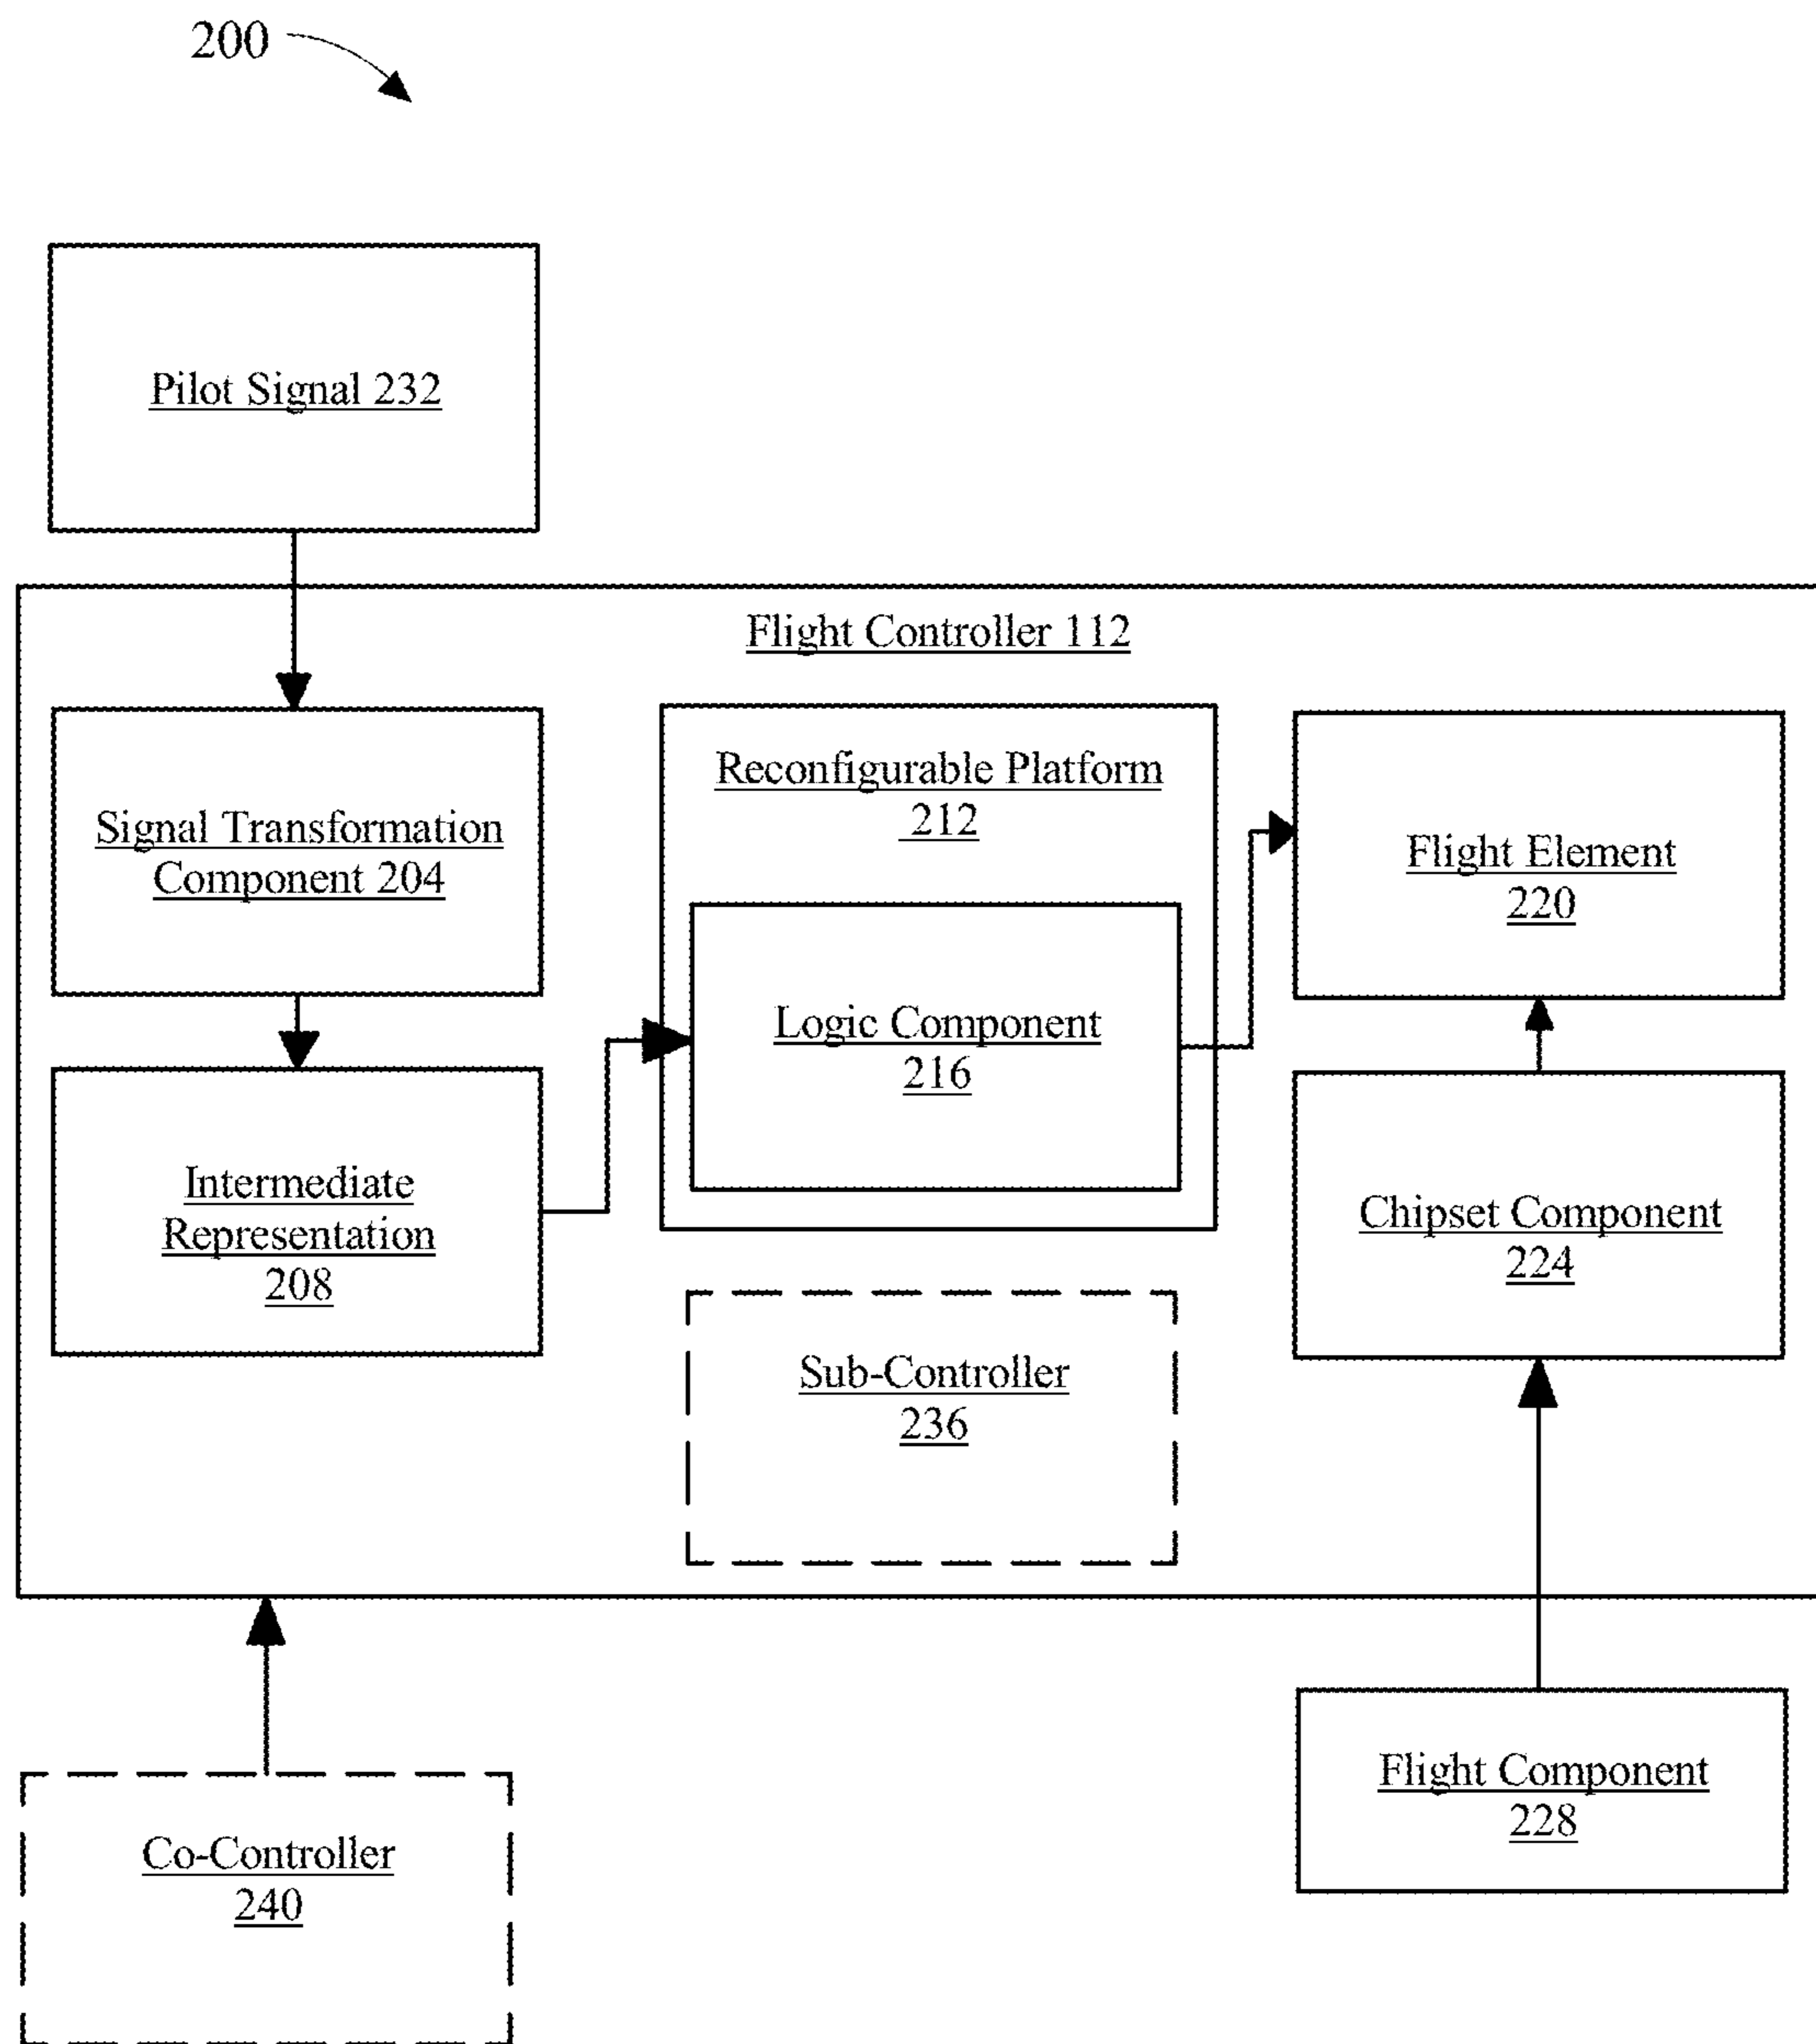 200
Pilot Signal 232
Flight Controller 112
Signal Transformation
Component 204
Reconfigurable Platform
212
Flight Element
220
Logic Component
216
Intermediate
Representation
208
Chipset Component
224
Sub-Controller
236
Flight Component
228
Co-Controller
240